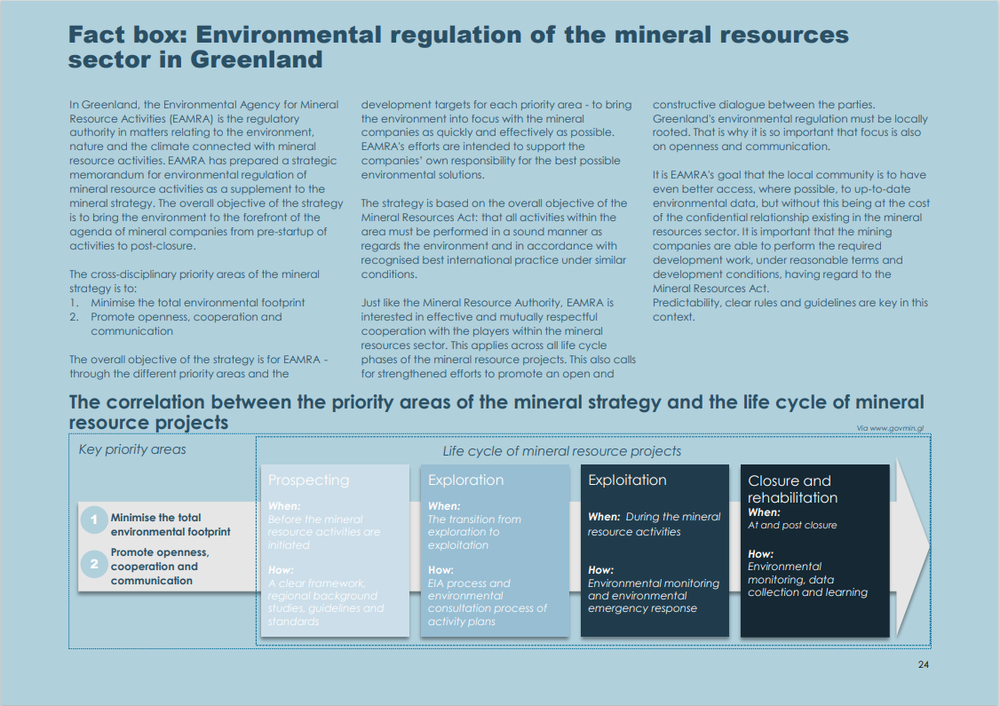 Fact box: Environmental regulation of the mineral resources
sector in Greenland
In Greenland, the Environmental Agency for Mineral
Resource Activities (EAMRA) is the regulatory
authority in matters relating to the environment,
nature and the climate connected with mineral
resource activities. EAMRA has prepared a strategic
memorandum for environmental regulation of
mineral resource activities as a supplement to the
mineral strategy. The overall objective of the strategy
is to bring the environment to the forefront of the
agenda of mineral companies from pre-startup of
activities to post-closure.
The cross-disciplinary priority areas of the mineral
strategy is to:
1. Minimise the total environmental footprint
2. Promote openness, cooperation and
communication
The overall objective of the strategy is for EAMRA -
through the different priority areas and the
development targets for each priority area - to bring
the environment into focus with the mineral
companies as quickly and effectively as possible.
EAMRA's efforts are intended to support the
companies' own responsibility for the best possible
environmental solutions.
The strategy is based on the overall objective of the
Mineral Resources Act: that all activities within the
area must be performed in a sound manner as
regards the environment and in accordance with
recognised best international practice under similar
conditions.
Just like the Mineral Resource Authority, EAMRA is
interested in effective and mutually respectful
cooperation with the players within the mineral
resources sector. This applies across all life cycle
phases of the mineral resource projects. This also calls
for strengthened efforts to promote an open and
constructive dialogue between the parties.
Greenland's environmental regulation must be locally
rooted. That is why it is so important that focus is also
on openness and communication.
It is EAMRA's goal that the local community is to have
even better access, where possible, to up-to-date
environmental data, but without this being at the cost
of the confidential relationship existing in the mineral
resources sector. It is important that the mining
companies are able to perform the required
development work, under reasonable terms and
development conditions, having regard to the
Mineral Resources Act.
Predictability, clear rules and guidelines are key in this
context.
The correlation between the priority areas of the mineral strategy and the life cycle of mineral
resource projects
Via www.govmin.gl
Key priority areas
1 Minimise the total
environmental footprint
2 Promote openness,
cooperation and
communication
Life cycle of mineral resource projects
Prospecting
When:
Before the mineral
resource activities are
initiated
How:
A clear framework,
regional background
studies, guidelines and
standards
Exploration
When:
The transition from
exploration to
exploitation
How:
EIA process and
environmental
consultation process of
activity plans
Exploitation
When: During the mineral
resource activities
How:
Environmental monitoring
and environmental
emergency response
Closure and
rehabilitation
When:
At and post closure
How:
Environmental
monitoring, data
collection and learning
24